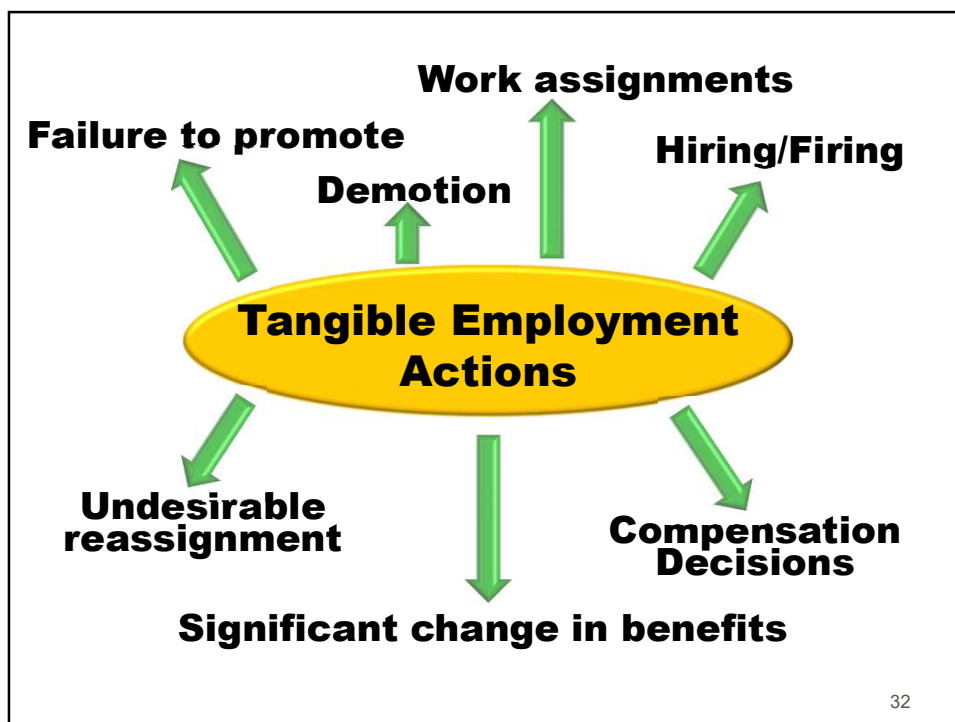 Work assignments
Failure to promote
Hiring/Firing
Demotion
Tangible Employment
Actions
Undesirable
reassignment
Compensation
Decisions
Significant change in benefits
32